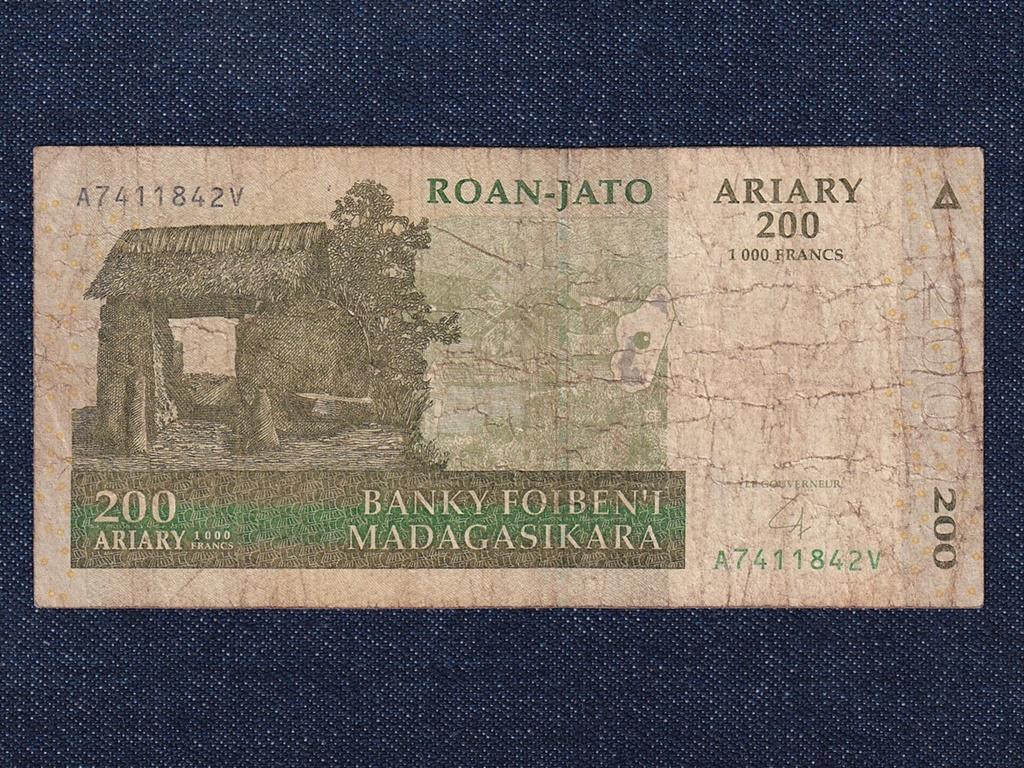 A7411842V
ROAN-JATO
ARIARY
200
1 000 FRANCS
200
ARIARY 1 000 FRANCS
BANKY FOIBEN'I
MADAGASIKARA
LE GOUVERNEUR
A7411842V
200
200